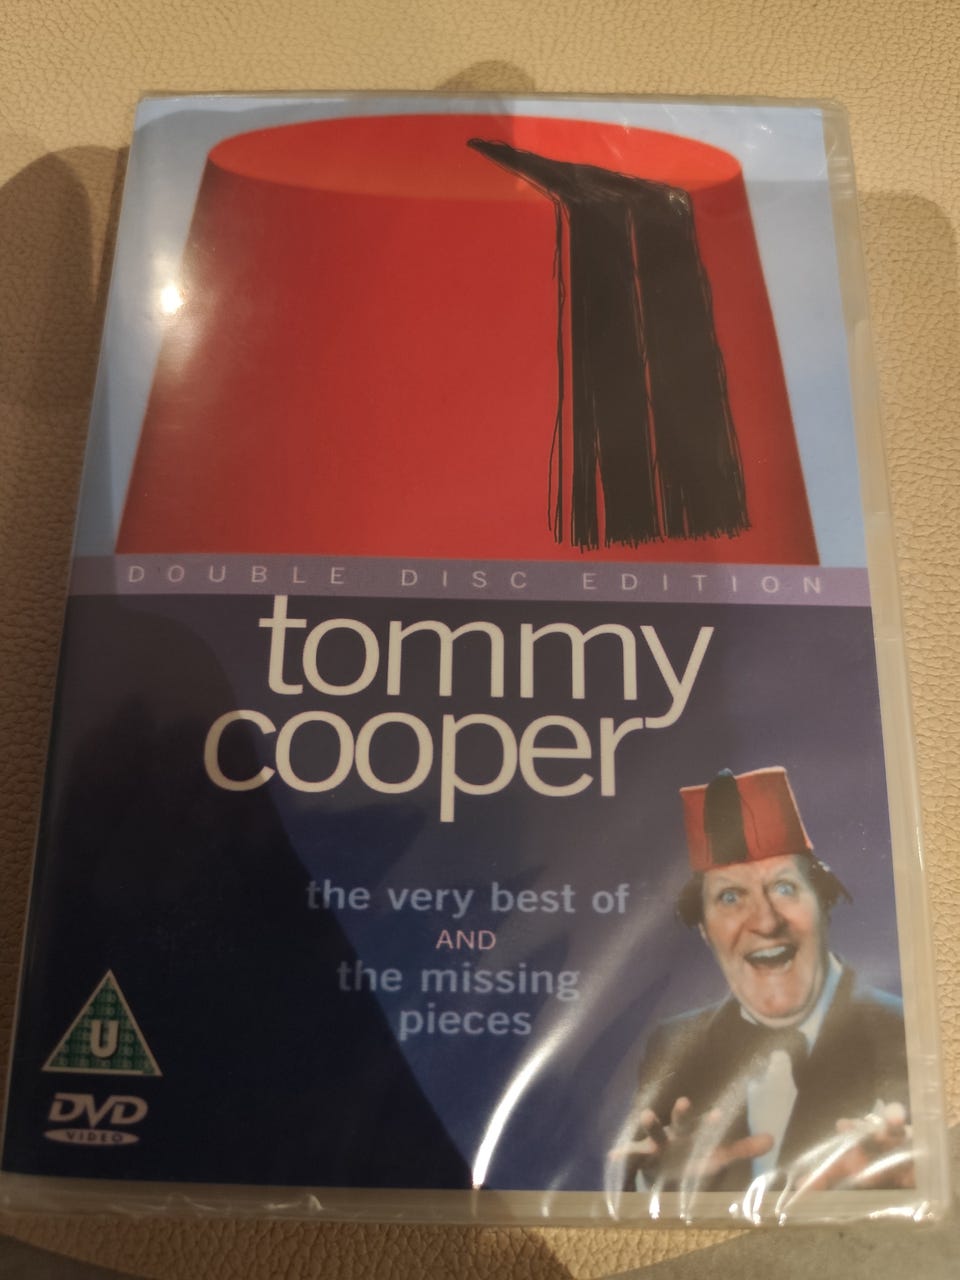 DOUBLE DISC EDITION
tommy
cooper
the very best of
AND
the missing
pieces
U
DVD
VIDEO